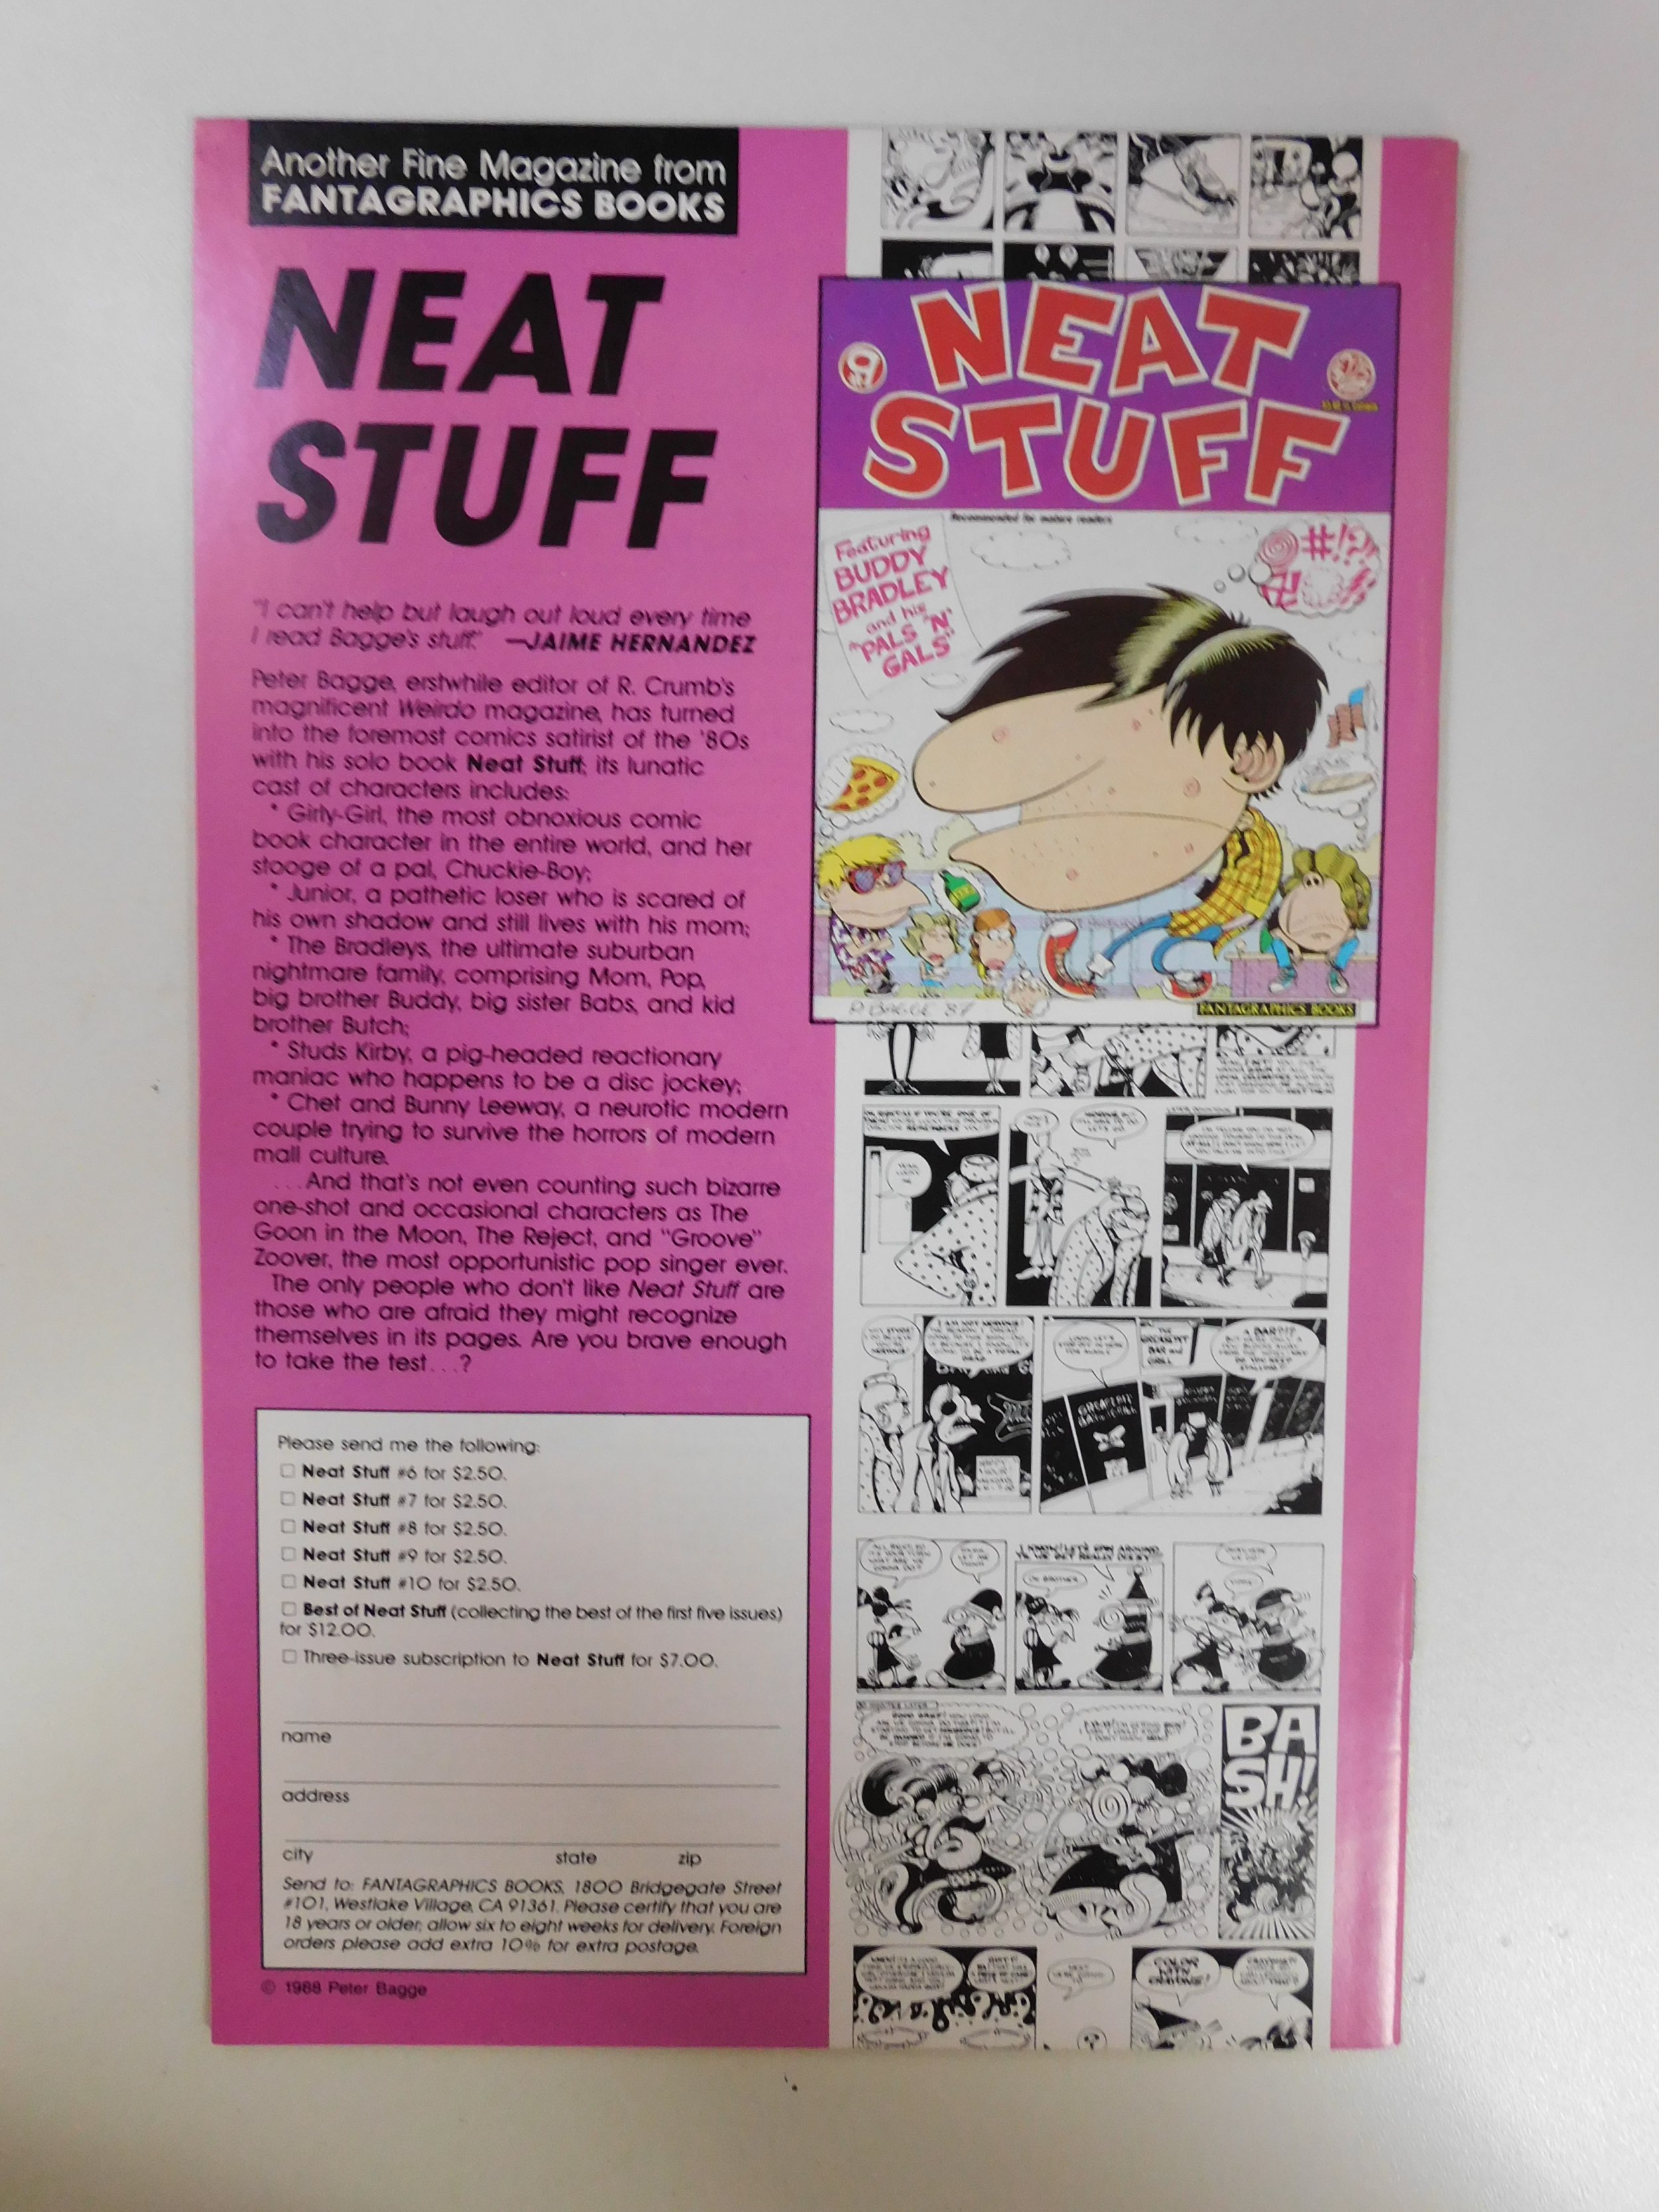 Another Fine Magazine from
FANTAGRAPHICS BOOKS
NEAT
STUFF
"I can't help but laugh out loud every time
I read Bagge's stuff." —JAIME HERNANDEZ
Peter Bagge, erstwhile editor of R. Crumb's
magnificent Weirdo magazine, has turned
into the foremost comics satirist of the '80s
with his solo book Neat Stuff; its lunatic
cast of characters includes:
* Girly-Girl, the most obnoxious comic
book character in the entire world, and her
stooge of a pal, Chuckie-Boy;
* Junior, a pathetic loser who is scared of
his own shadow and still lives with his mom;
* The Bradleys, the ultimate suburban
nightmare family, comprising Mom, Pop,
big brother Buddy, big sister Babs, and kid
brother Butch;
* Studs Kirby, a pig-headed reactionary
maniac who happens to be a disc jockey;
* Chet and Bunny Leeway, a neurotic modern
couple trying to survive the horrors of modern
mall culture.
...And that's not even counting such bizarre
one-shot and occasional characters as The
Goon in the Moon, The Reject, and "Groove"
Zoover, the most opportunistic pop singer ever.
The only people who don't like Neat Stuff are
those who are afraid they might recognize
themselves in its pages. Are you brave enough
to take the test...?
Please send me the following:
Neat Stuff #6 for $2.50.
Neat Stuff #7 for $2.50.
Neat Stuff #8 for $2.50.
Neat Stuff #9 for $2.50.
Neat Stuff #10 for $2.50.
Best of Neat Stuff (collecting the best of the first five issues)
for $12.00.
Three-issue subscription to Neat Stuff for $7.00.
name
address
city state zip
Send to: FANTAGRAPHICS BOOKS, 1800 Bridgegate Street
#101, Westlake Village, CA 91361. Please certify that you are
18 years or older; allow six to eight weeks for delivery. Foreign
orders please add extra 10% for extra postage.
© 1988 Peter Bagge
9
NEAT
STUFF
Recommended for mature readers
Featuring
BUDDY
BRADLEY
and his
"PALS 'N'
GALS"
#!?!
P. BAGGE '87
FANTAGRAPHICS BOOKS
BA
SH!
COLOR
WITH
CRAYONS!